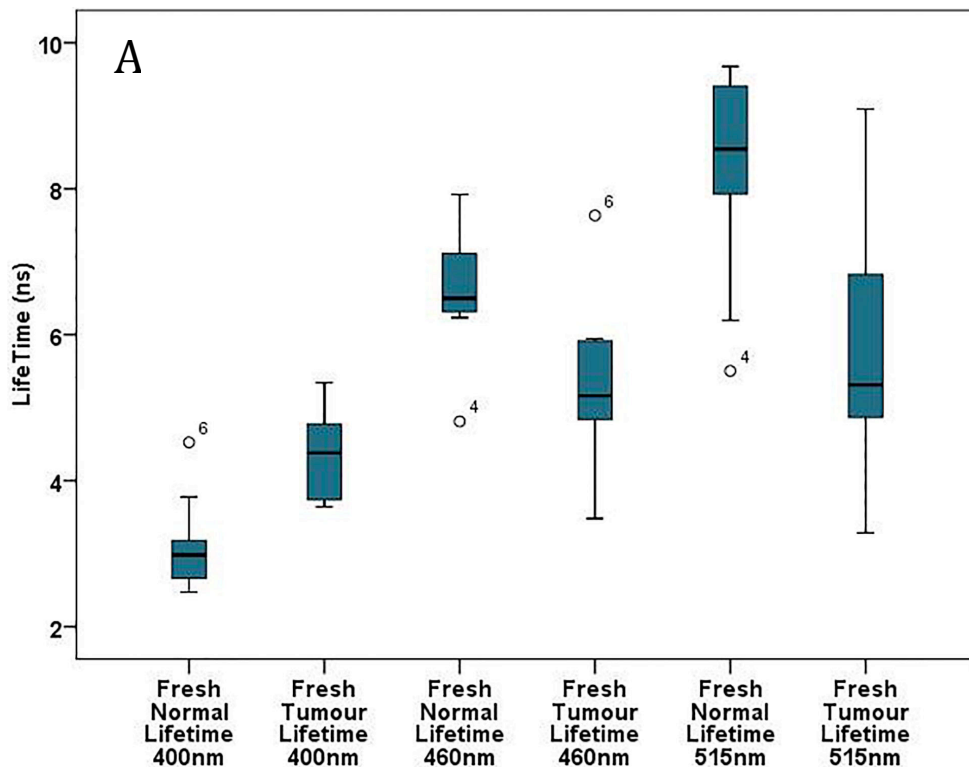 A
10
8
6
4
2
LifeTime (ns)
6
4
6
4
Fresh Normal Lifetime 400nm
Fresh Tumour Lifetime 400nm
Fresh Normal Lifetime 460nm
Fresh Tumour Lifetime 460nm
Fresh Normal Lifetime 515nm
Fresh Tumour Lifetime 515nm